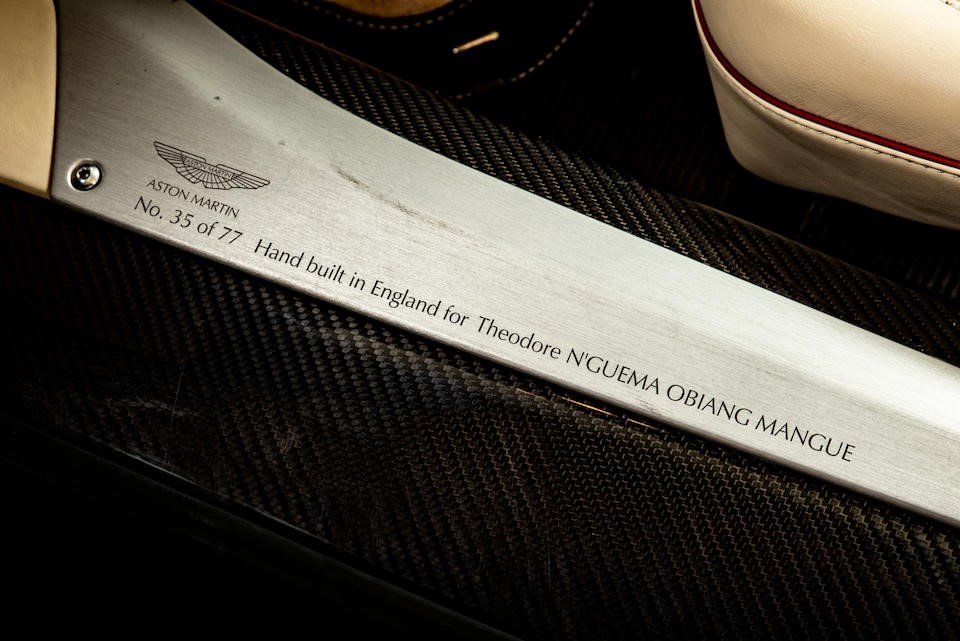 ASTON MARTIN
ASTON MARTIN
No. 35 of 77 Hand built in England for Theodore N'GUEMA OBIANG MANGUE